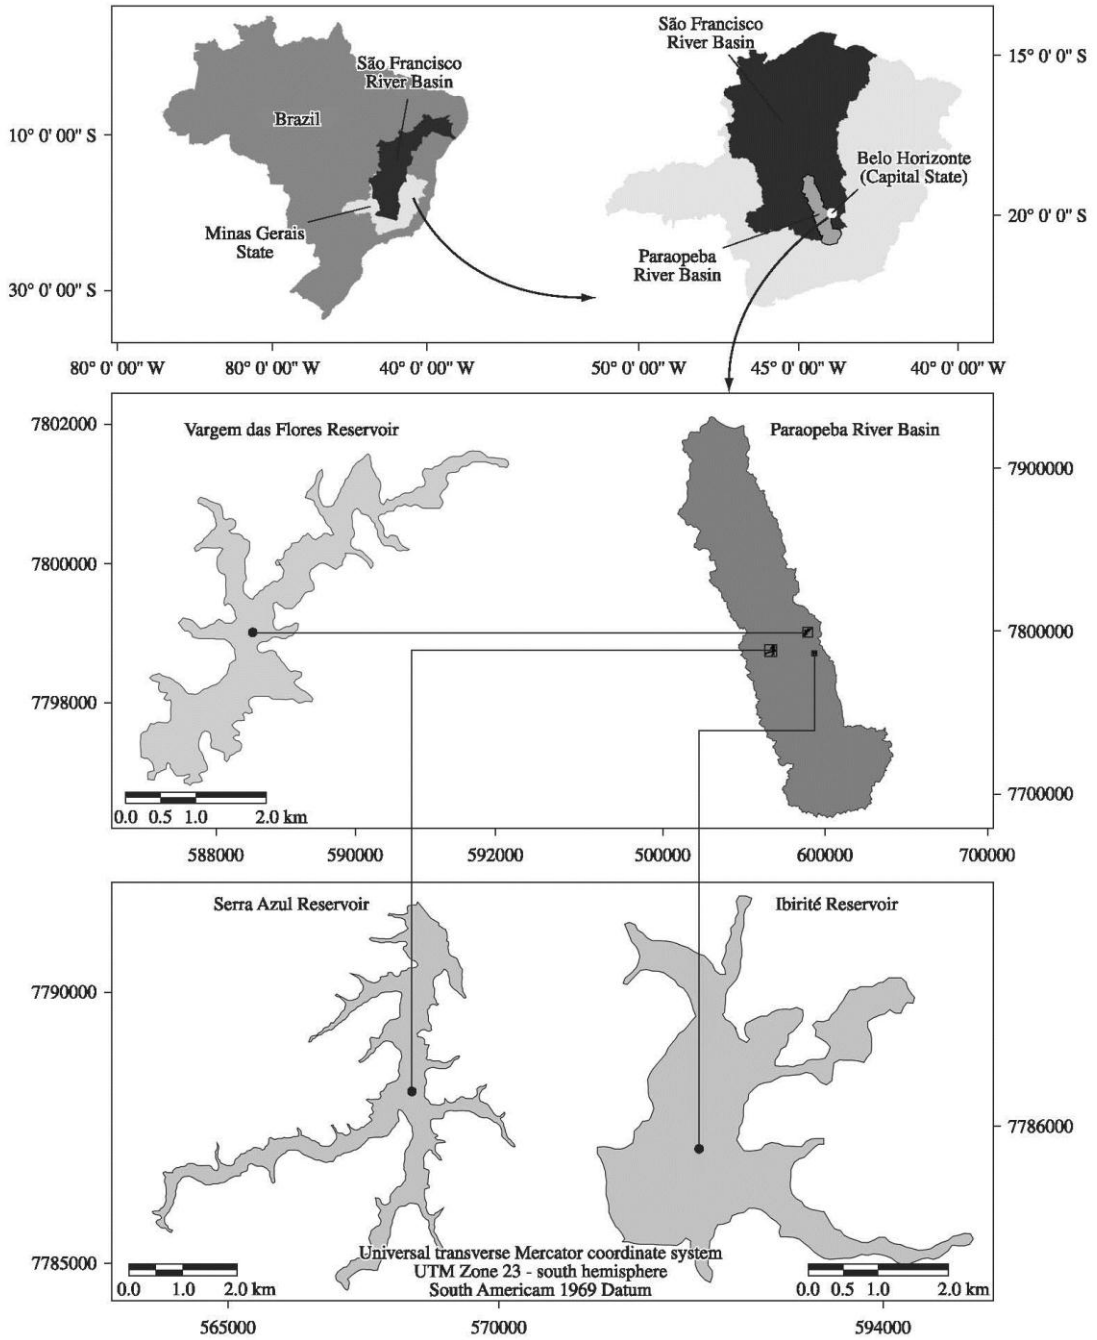 São Francisco
River Basin
Brazil
Minas Gerais
State
10° 0' 00" S
30° 0' 00" S
80° 0' 00" W
80° 0' 00" W
40° 0' 00" W
São Francisco
River Basin
Belo Horizonte
(Capital State)
Paraopeba
River Basin
15° 0' 0" S
20° 0' 0" S
50° 0' 0" W
45° 0' 00" W
40° 0' 0" W
Vargem das Flores Reservoir
7802000
7800000
7798000
0.0 0.5 1.0 2.0 km
588000
590000
592000
Paraopeba River Basin
7900000
7800000
7700000
500000
600000
700000
Serra Azul Reservoir
7790000
7785000
0.0 1.0 2.0 km
565000
570000
Universal transverse Mercator coordinate system
UTM Zone 23 - south hemisphere
South Americam 1969 Datum
Ibirité Reservoir
7786000
0.0 0.5 1.0 2.0 km
594000